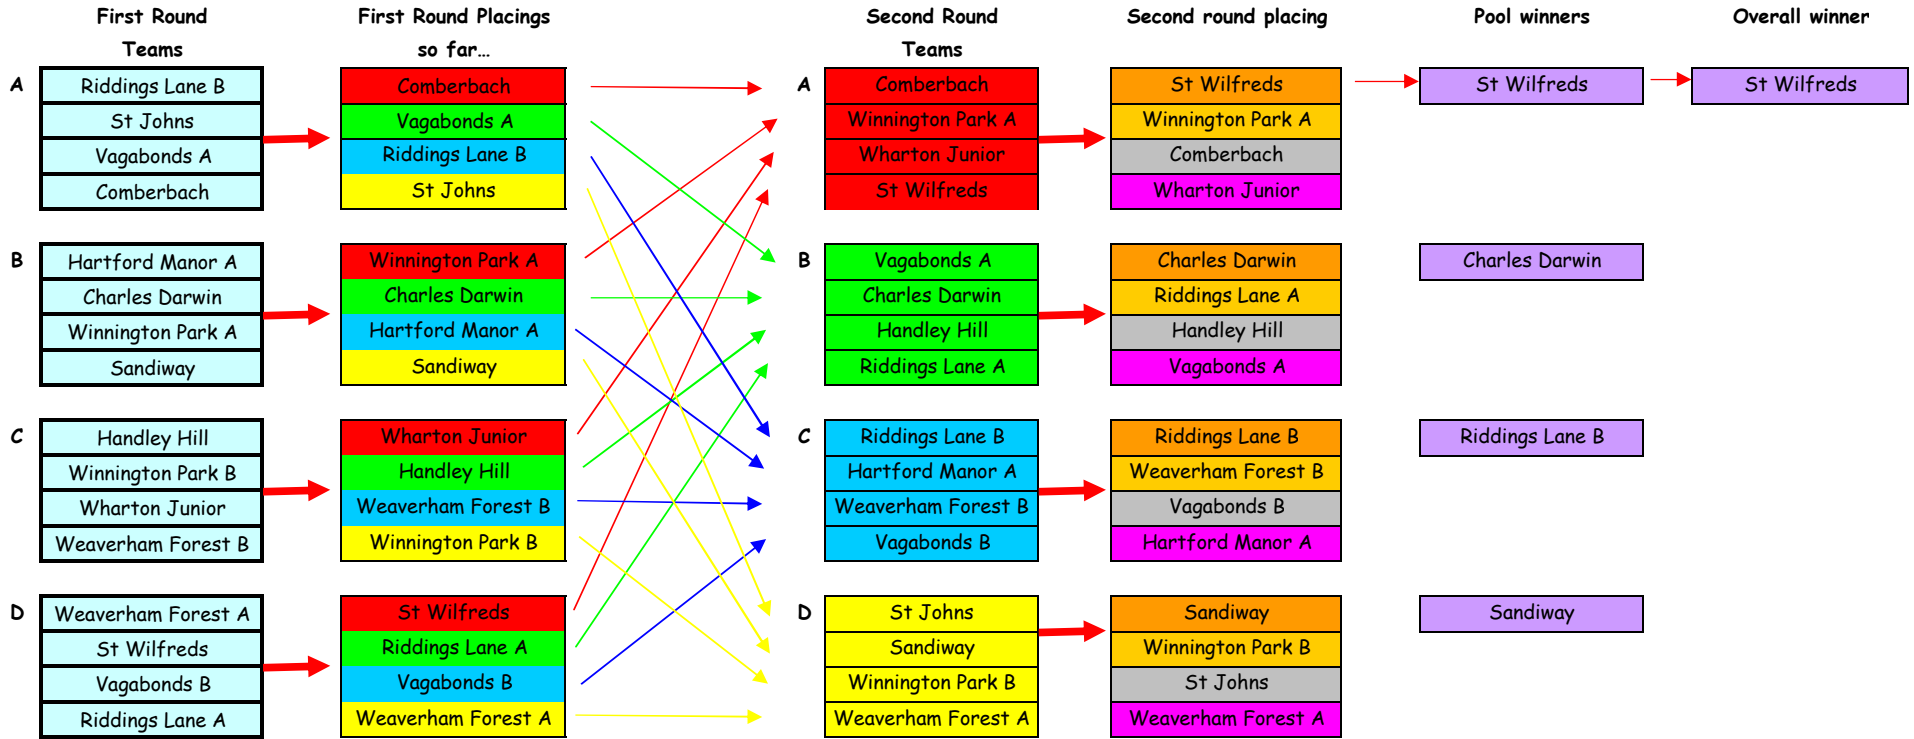 First Round Teams
First Round Placings so far...
Second Round Teams
Second round placing
Pool winners
Overall winner
A
Riddings Lane B
St Johns
Vagabonds A
Comberbach
Comberbach
Vagabonds A
Riddings Lane B
St Johns
A
Comberbach
Winnington Park A
Wharton Junior
St Wilfreds
St Wilfreds
Winnington Park A
Comberbach
Wharton Junior
St Wilfreds
St Wilfreds
B
Hartford Manor A
Charles Darwin
Winnington Park A
Sandiway
Winnington Park A
Charles Darwin
Hartford Manor A
Sandiway
B
Vagabonds A
Charles Darwin
Handley Hill
Riddings Lane A
Charles Darwin
Riddings Lane A
Handley Hill
Vagabonds A
Charles Darwin
C
Handley Hill
Winnington Park B
Wharton Junior
Weaverham Forest B
Wharton Junior
Handley Hill
Weaverham Forest B
Winnington Park B
C
Riddings Lane B
Hartford Manor A
Weaverham Forest B
Vagabonds B
Riddings Lane B
Weaverham Forest B
Vagabonds B
Hartford Manor A
Riddings Lane B
D
Weaverham Forest A
St Wilfreds
Vagabonds B
Riddings Lane A
St Wilfreds
Riddings Lane A
Vagabonds B
Weaverham Forest A
D
St Johns
Sandiway
Winnington Park B
Weaverham Forest A
Sandiway
Winnington Park B
St Johns
Weaverham Forest A
Sandiway